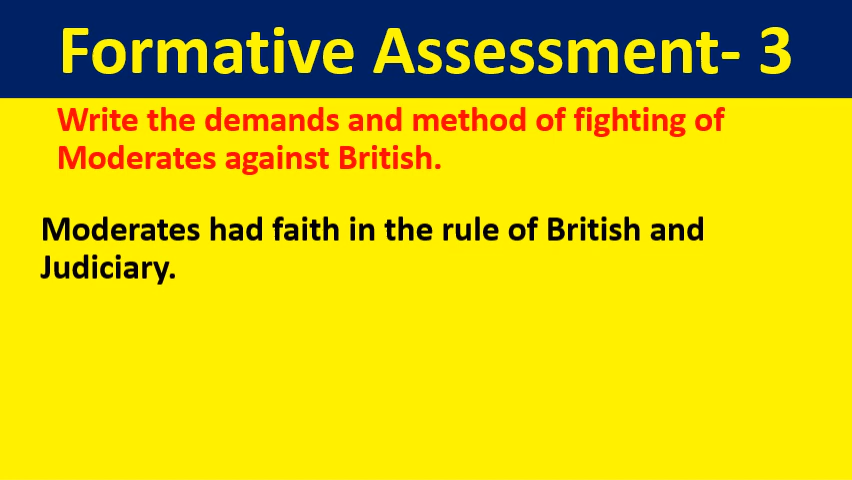 Formative Assessment- 3
Write the demands and method of fighting of
Moderates against British.
Moderates had faith in the rule of British and
Judiciary.